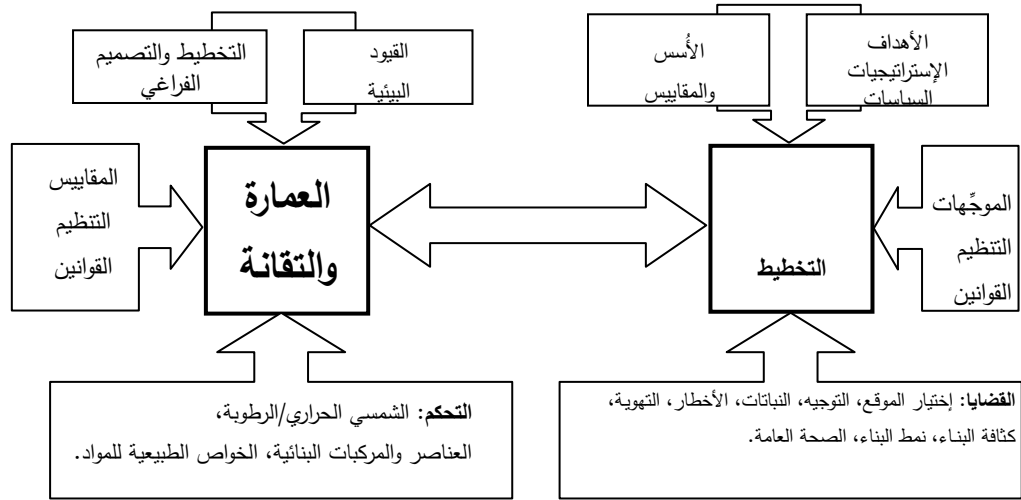 الأهداف
الإستراتيجيات
السياسات
الأُسس
والمقاييس
القيود
البيئية
التخطيط والتصميم
الفراغي
الموجِّهات
التنظيم
القوانين
التخطيط
العمارة
والتقانة
المقاييس
التنظيم
القوانين
القضايا: إختيار الموقع، التوجيه، النباتات، الأخطار، التهوية،
كثافة البناء، نمط البناء، الصحة العامة.
التحكم: الشمسي الحراري/الرطوبة،
العناصر والمركبات البنائية، الخواص الطبيعية للمواد.